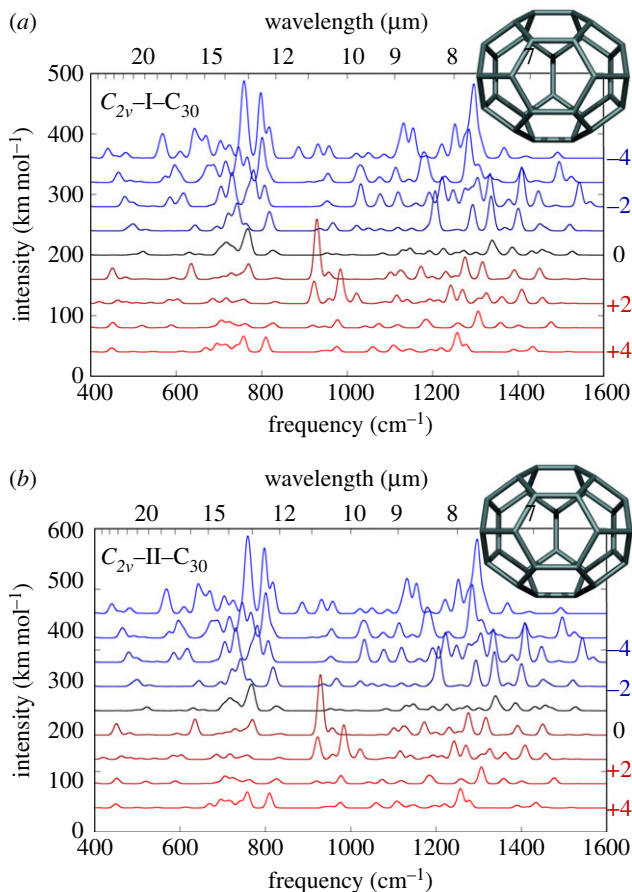 (a)
wavelength (μm)
20 15 12 10 9 8 7
500
400
300
200
100
0
intensity (km mol⁻¹)
C2v–I–C30
–4
–2
0
+2
+4
400 600 800 1000 1200 1400 1600
frequency (cm⁻¹)
(b)
wavelength (μm)
20 15 12 10 9 8 7
600
500
400
300
200
100
0
intensity (km mol⁻¹)
C2v–II–C30
–4
–2
0
+2
+4
400 600 800 1000 1200 1400 1600
frequency (cm⁻¹)